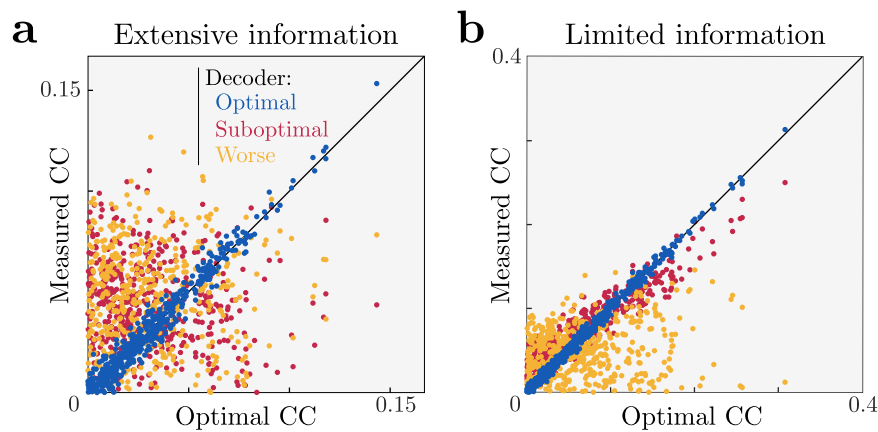 a
Extensive information
0.15
Decoder:
Optimal
Suboptimal
Worse
Measured CC
0
Optimal CC
0.15
b
Limited information
0.4
Measured CC
0
Optimal CC
0.4